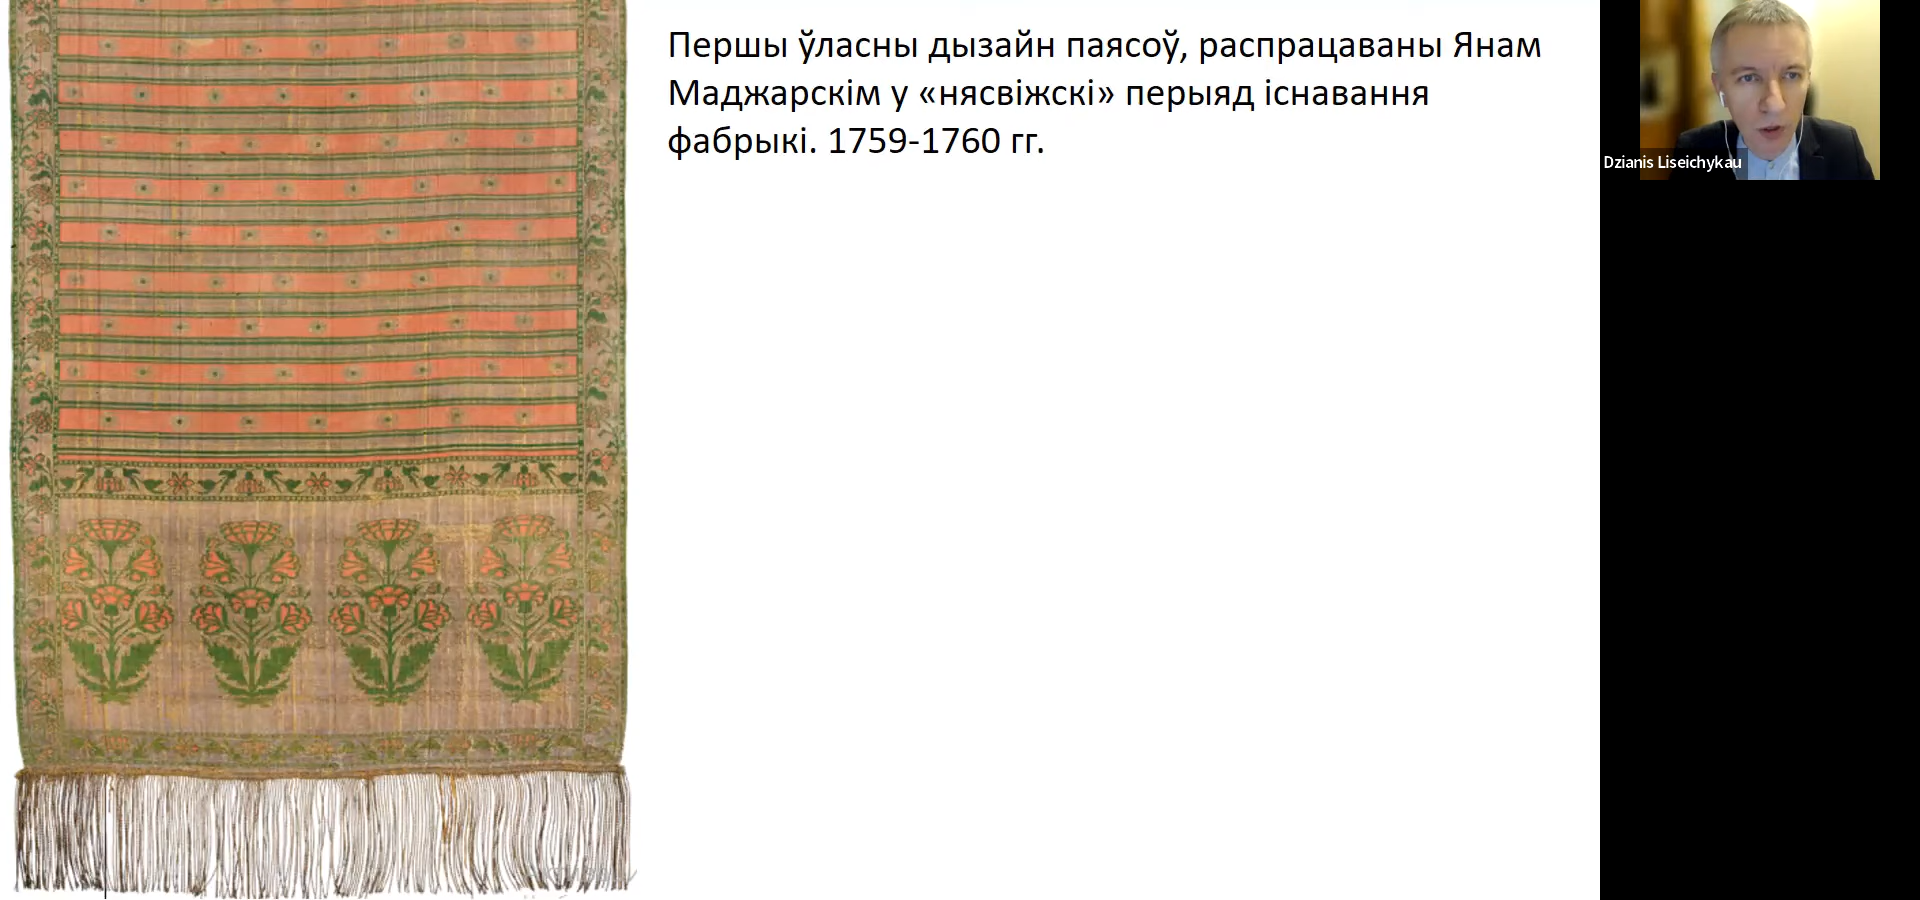 Першы ўласны дызайн паясоў, распрацаваны Янам
Маджарскім у «нясвіжскі» перыяд існавання
фабрыкі. 1759-1760 гг.
Dzianis Liseichykau